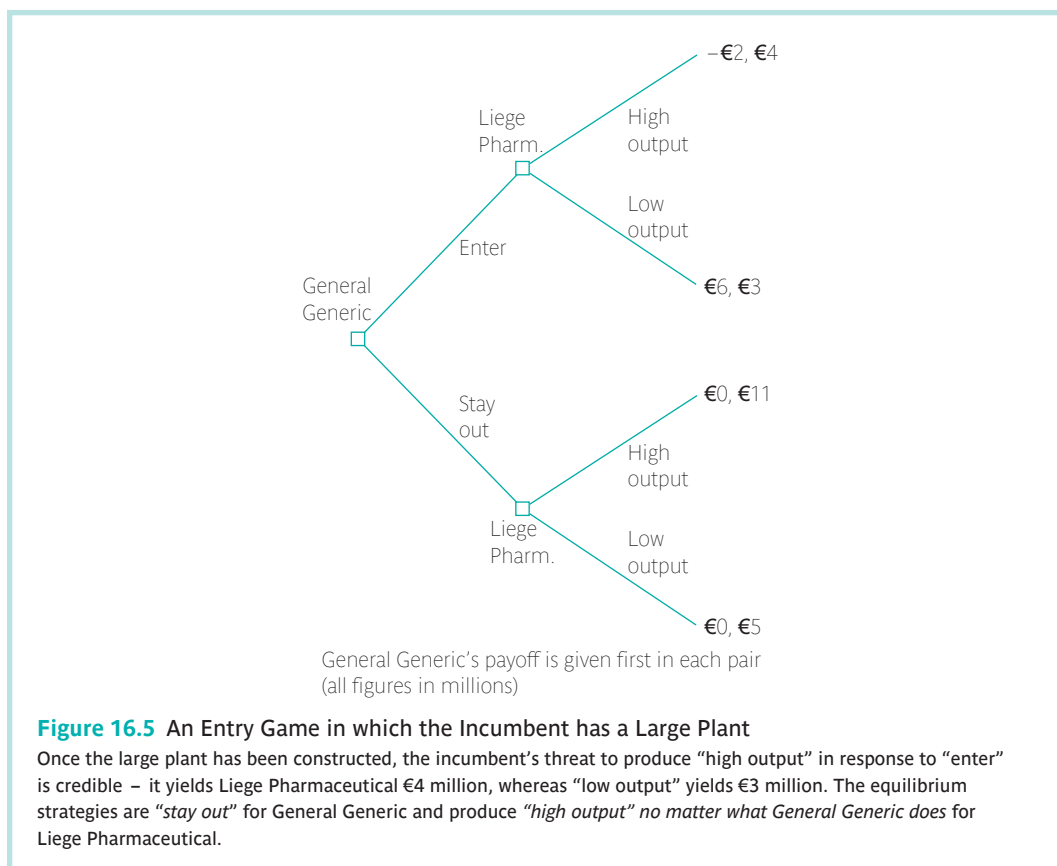 –€2, €4
Liege
Pharm.
High
output
Low
output
Enter
€6, €3
General
Generic
€0, €11
Stay
out
High
output
Liege
Pharm.
Low
output
€0, €5
General Generic’s payoff is given first in each pair
(all figures in millions)
Figure 16.5 An Entry Game in which the Incumbent has a Large Plant
Once the large plant has been constructed, the incumbent’s threat to produce “high output” in response to “enter”
is credible – it yields Liege Pharmaceutical €4 million, whereas “low output” yields €3 million. The equilibrium
strategies are “stay out” for General Generic and produce “high output” no matter what General Generic does for
Liege Pharmaceutical.